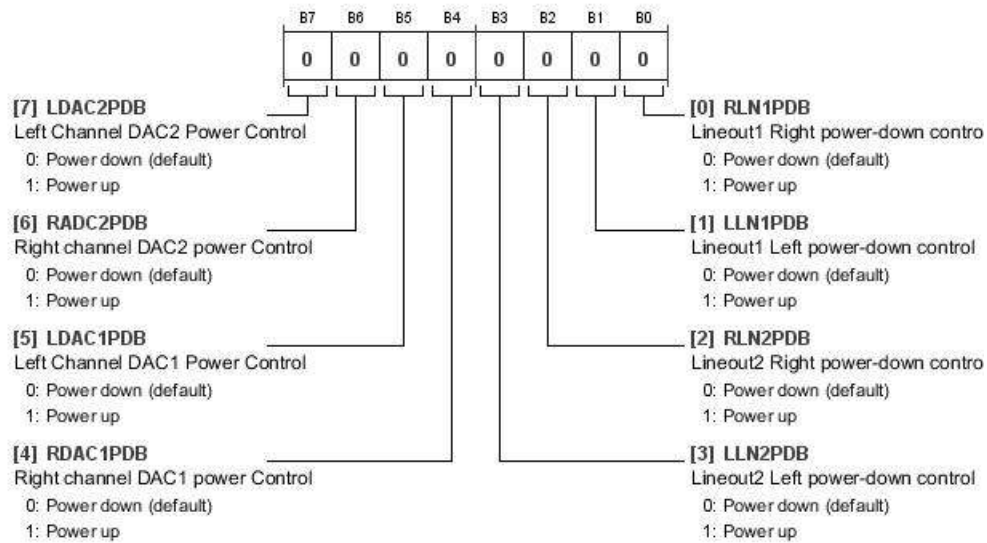 B7 B6 B5 B4 B3 B2 B1 B0
0 0 0 0 0 0 0 0
[7] LDAC2PDB
Left Channel DAC2 Power Control
0: Power down (default)
1: Power up
[6] RADC2PDB
Right channel DAC2 power Control
0: Power down (default)
1: Power up
[5] LDAC1PDB
Left Channel DAC1 Power Control
0: Power down (default)
1: Power up
[4] RDAC1PDB
Right channel DAC1 power Control
0: Power down (default)
1: Power up
[0] RLN1PDB
Lineout1 Right power-down contro
0: Power down (default)
1: Power up
[1] LLN1PDB
Lineout1 Left power-down control
0: Power down (default)
1: Power up
[2] RLN2PDB
Lineout2 Right power-down contro
0: Power down (default)
1: Power up
[3] LLN2PDB
Lineout2 Left power-down control
0: Power down (default)
1: Power up